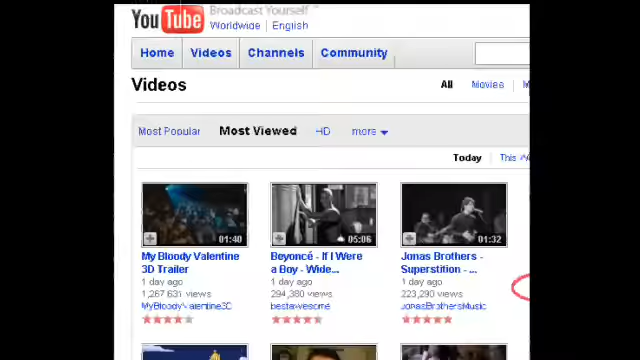 YouTube Broadcast Yourself™
Worldwide | English
Home Videos Channels Community
Videos
All Movies
Most Popular Most Viewed HD more
Today This
01:40 05:06 01:32
My Bloody Valentine 3D Trailer
1 day ago
1,267,631 views
MyBloodyValentine3D
Beyoncé - If I Were a Boy - Wide...
1 day ago
294,380 views
bestawesome
Jonas Brothers - Superstition - ...
1 day ago
223,290 views
JonasBrothersMusic